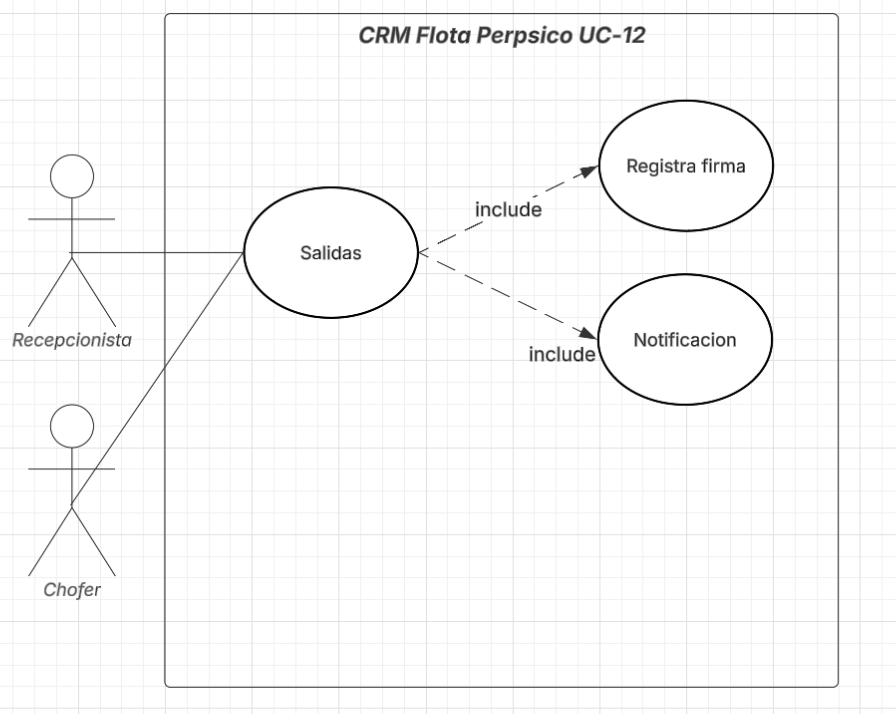 CRM Flota Perpsico UC-12
Registra firma
include
Salidas
Recepcionista
Notificacion
include
Chofer